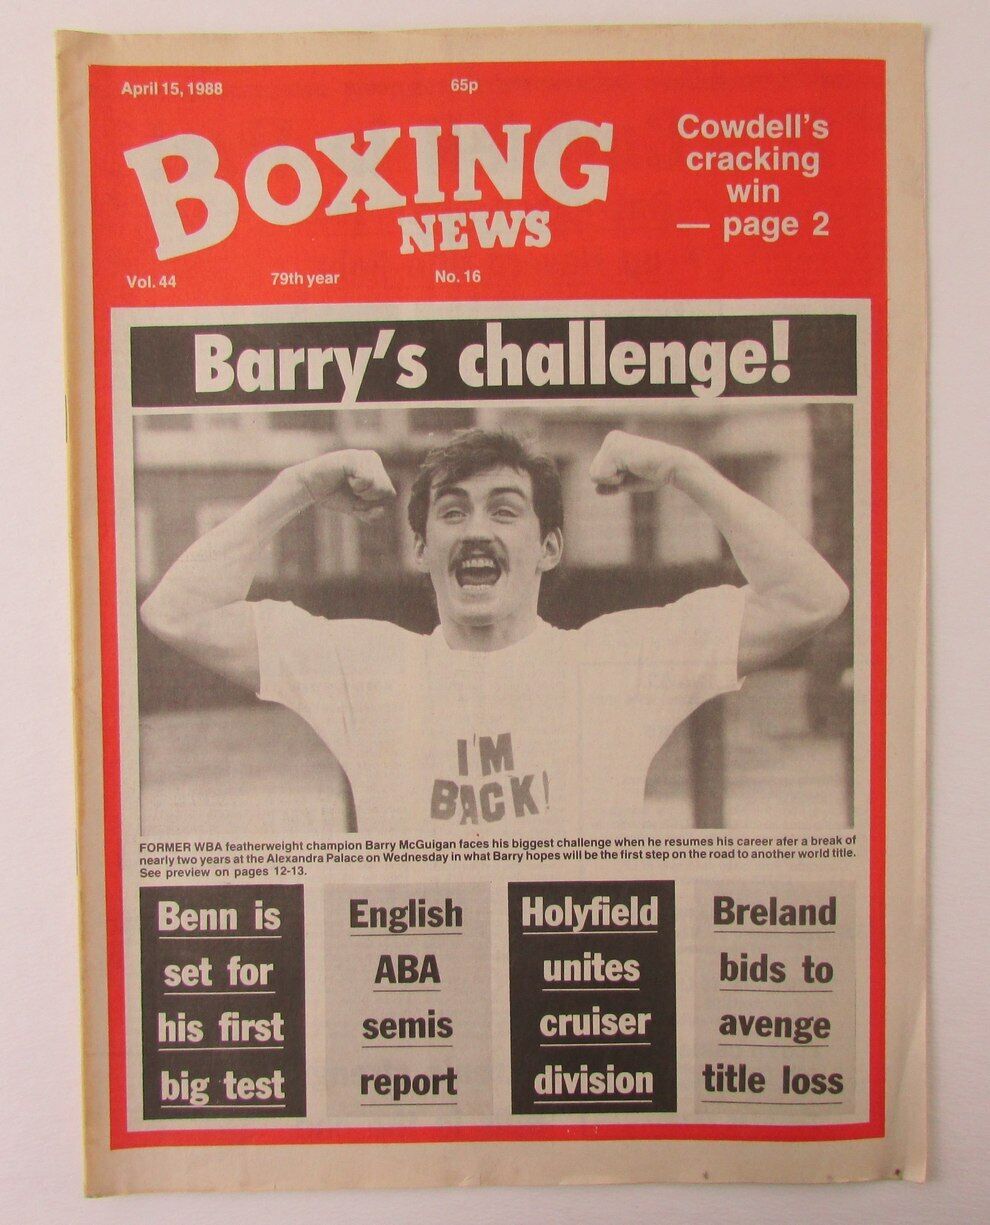 April 15, 1988
65p
BOXING
NEWS
Cowdell's
cracking
win
— page 2
Vol. 44
79th year
No. 16
Barry's challenge!
I'M
BACK!
FORMER WBA featherweight champion Barry McGuigan faces his biggest challenge when he resumes his career afer a break of
nearly two years at the Alexandra Palace on Wednesday in what Barry hopes will be the first step on the road to another world title.
See preview on pages 12-13.
Benn is
set for
his first
big test
English
ABA
semis
report
Holyfield
unites
cruiser
division
Breland
bids to
avenge
title loss